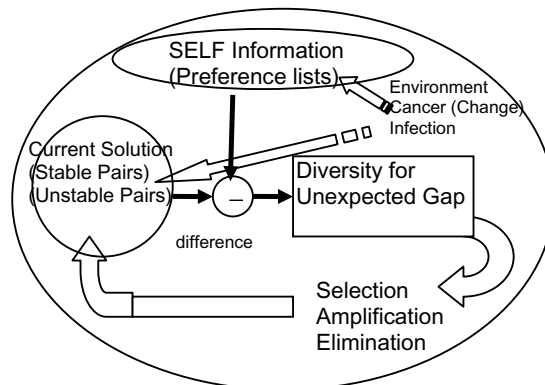 SELF Information
(Preference lists)
Environment
Cancer (Change)
Infection
Current Solution
(Stable Pairs)
(Unstable Pairs)
–
Diversity for
Unexpected Gap
difference
Selection
Amplification
Elimination